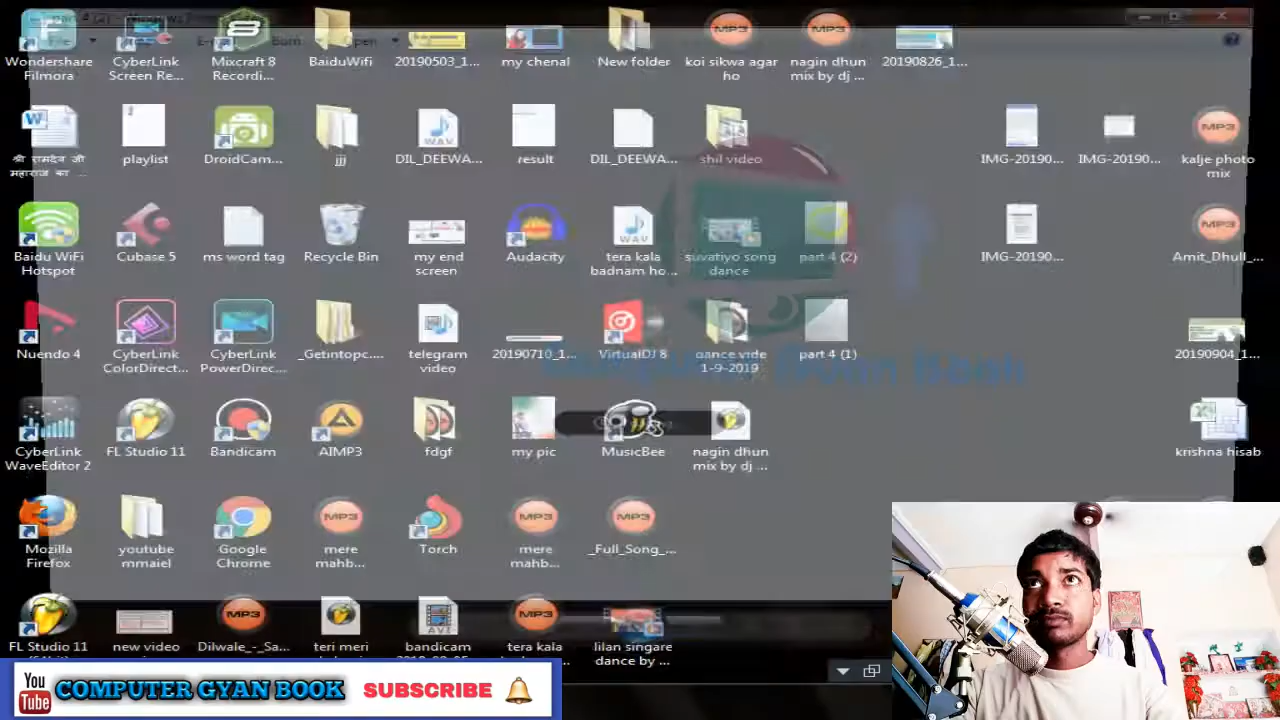 Wondershare
Filmora
CyberLink
Screen Re...
Mixcraft 8
Recordi...
BaiduWifi
20190503_1...
my chenal
New folder
koi sikwa agar
ho
nagin dhun
mix by dj ...
20190826_1...
श्री रामदेव जी
महाराज का ...
playlist
DroidCam...
jjj
DIL_DEEWA...
result
DIL_DEEWA...
shil video
IMG-20190...
IMG-20190...
kalje photo
mix
Baidu WiFi
Hotspot
Cubase 5
ms word tag
Recycle Bin
my end
screen
Audacity
tera kala
badnam ho...
suvatiyo song
dance
part 4 (2)
IMG-20190...
Amit_Dhull_...
Nuendo 4
CyberLink
ColorDirect...
CyberLink
PowerDirec...
_Getintopc....
telegram
video
20190710_1...
VirtualDJ 8
dance vide
1-9-2019
part 4 (1)
20190904_1...
CyberLink
WaveEditor 2
FL Studio 11
Bandicam
AIMP3
fdgf
my pic
MusicBee
nagin dhun
mix by dj ...
krishna hisab
Mozilla
Firefox
youtube
mmaiel
Google
Chrome
mere
mahb...
Torch
mere
mahb...
_Full_Song_...
FL Studio 11
new video
Dilwale_-_Sa...
teri meri
bandicam
tera kala
lilan singare
dance by ...
You
Tube
COMPUTER GYAN BOOK
SUBSCRIBE